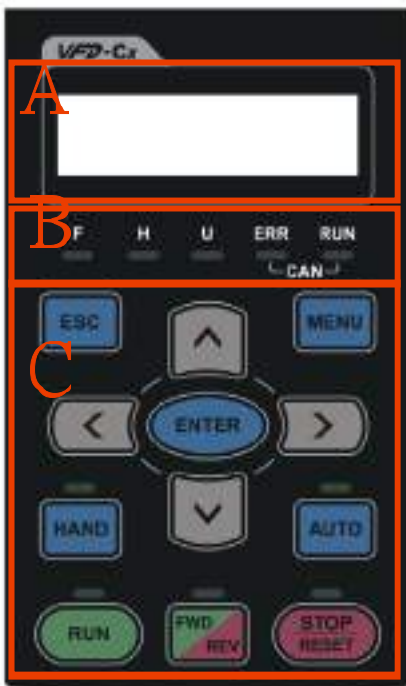 VFD-Cx
A
B
F H U ERR RUN
CAN
C
ESC MENU
ENTER
HAND AUTO
RUN FWD REV STOP RESET